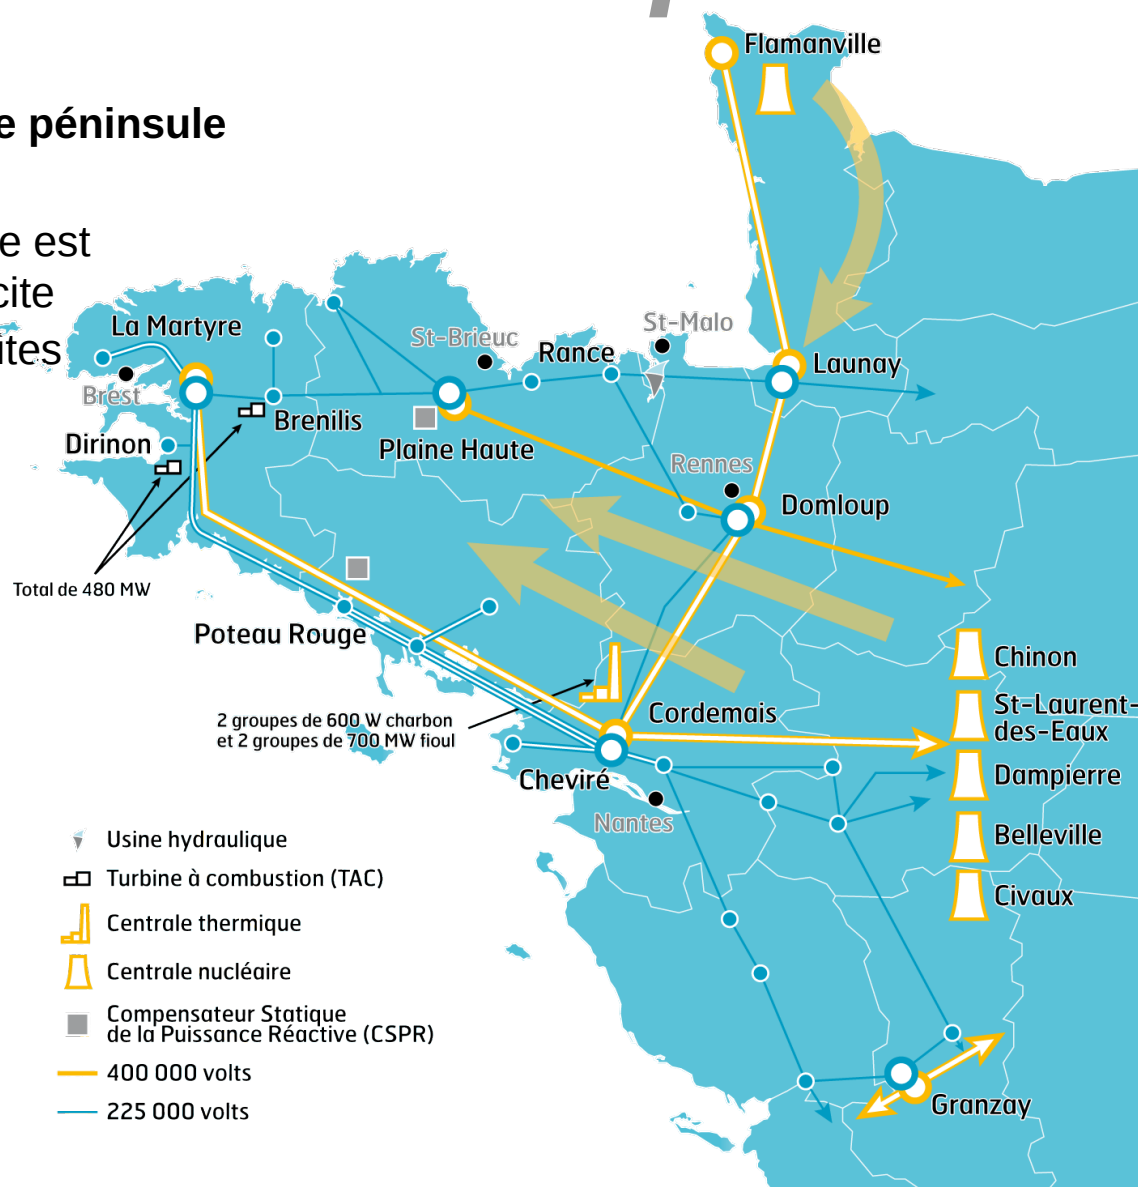 e péninsule
e est
cite
ites
Flamanville
La Martyre
St-Brieuc
St-Malo
Rance
Launay
Brest
Brenilis
Dirinon
Plaine Haute
Rennes
Domloup
Total de 480 MW
Poteau Rouge
Chinon
2 groupes de 600 W charbon
et 2 groupes de 700 MW fioul
Cordemais
St-Laurent-
des-Eaux
Cheviré
Dampierre
Nantes
Belleville
Civaux
Usine hydraulique
Turbine à combustion (TAC)
Centrale thermique
Centrale nucléaire
Compensateur Statique
de la Puissance Réactive (CSPR)
400 000 volts
225 000 volts
Granzay